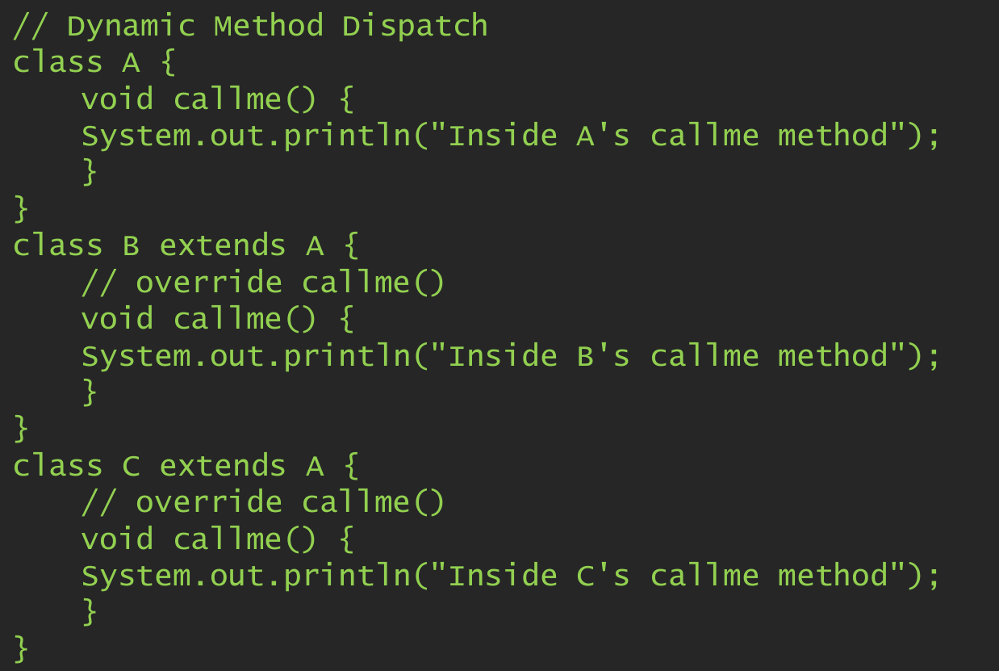 // Dynamic Method Dispatch
class A {
    void callme() {
    System.out.println("Inside A's callme method");
    }
}
class B extends A {
    // override callme()
    void callme() {
    System.out.println("Inside B's callme method");
    }
}
class C extends A {
    // override callme()
    void callme() {
    System.out.println("Inside C's callme method");
    }
}